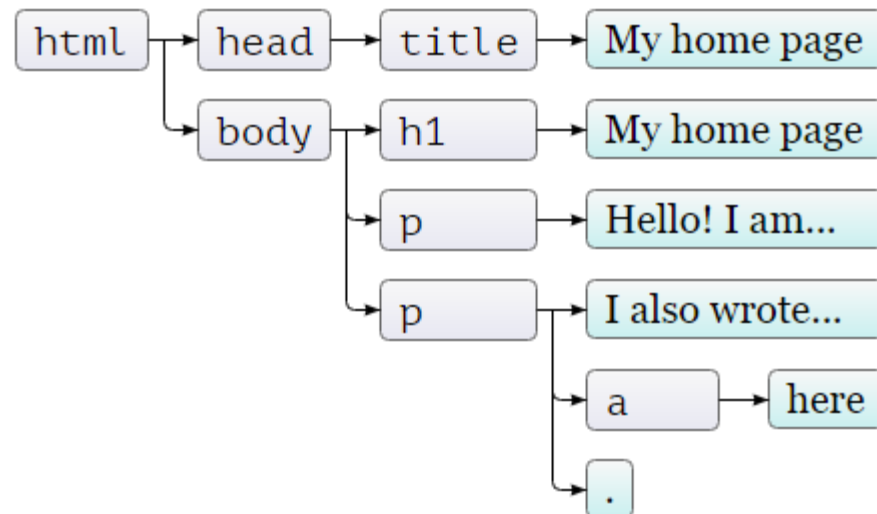 html head title My home page
body h1 My home page
p Hello! I am...
p I also wrote...
a here
.